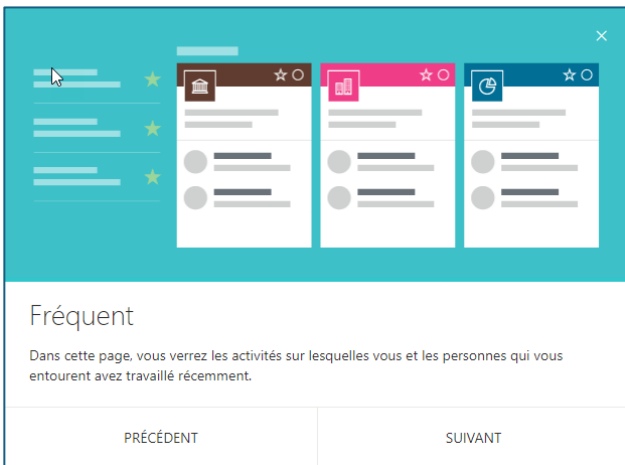 Fréquent
Dans cette page, vous verrez les activités sur lesquelles vous et les personnes qui vous
entourent avez travaillé récemment.
PRÉCÉDENT
SUIVANT